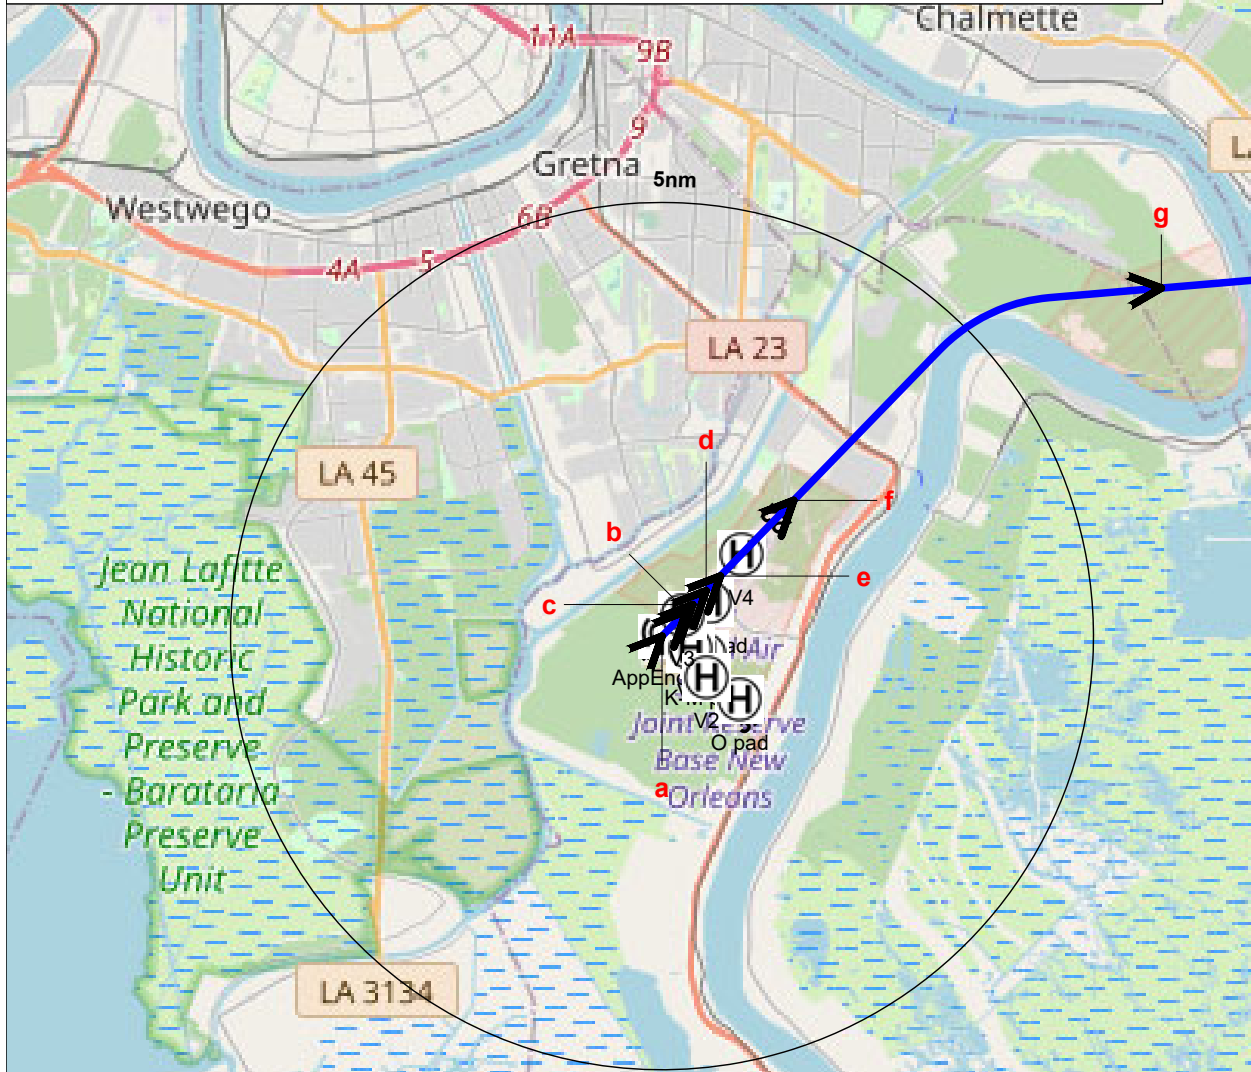 Chalmette
11A
9B
9
Gretna
5nm
Westwego
6B
g
5
4A
LA 23
d
LA 45
f
b
H
Jean Lafitte
National
Historic
Park and
Preserve
- Barataria
Preserve
Unit
e
c
V4
H
Air
V3
AppEn
H
K
V2
H
Joint Reserve
Base New
Orleans
O pad
a
LA 3134